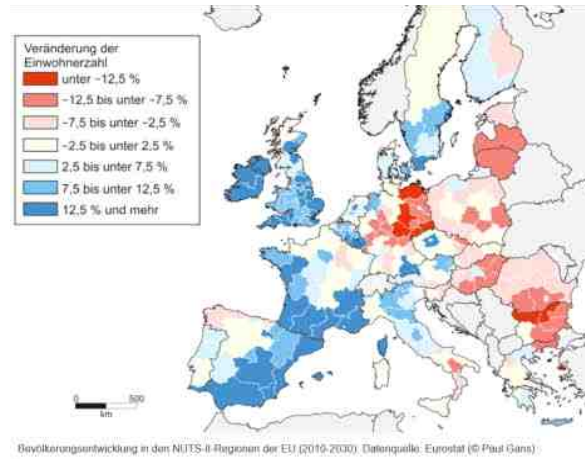 Veränderung der
Einwohnerzahl
unter −12,5 %
−12,5 bis unter −7,5 %
−7,5 bis unter −2,5 %
−2,5 bis unter 2,5 %
2,5 bis unter 7,5 %
7,5 bis unter 12,5 %
12,5 % und mehr
0 500
km
Bevölkerungsentwicklung in den NUTS-II-Regionen der EU (2010-2030). Datenquelle: Eurostat (© Paul Gans)